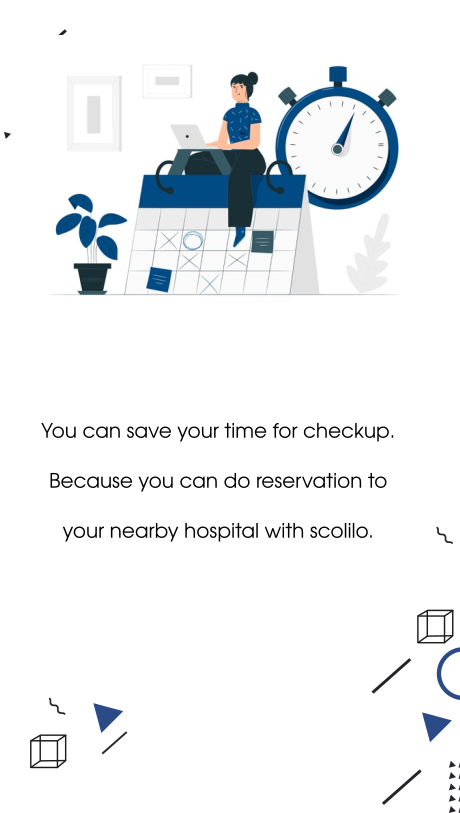 You can save your time for checkup.
Because you can do reservation to
your nearby hospital with scolilo.